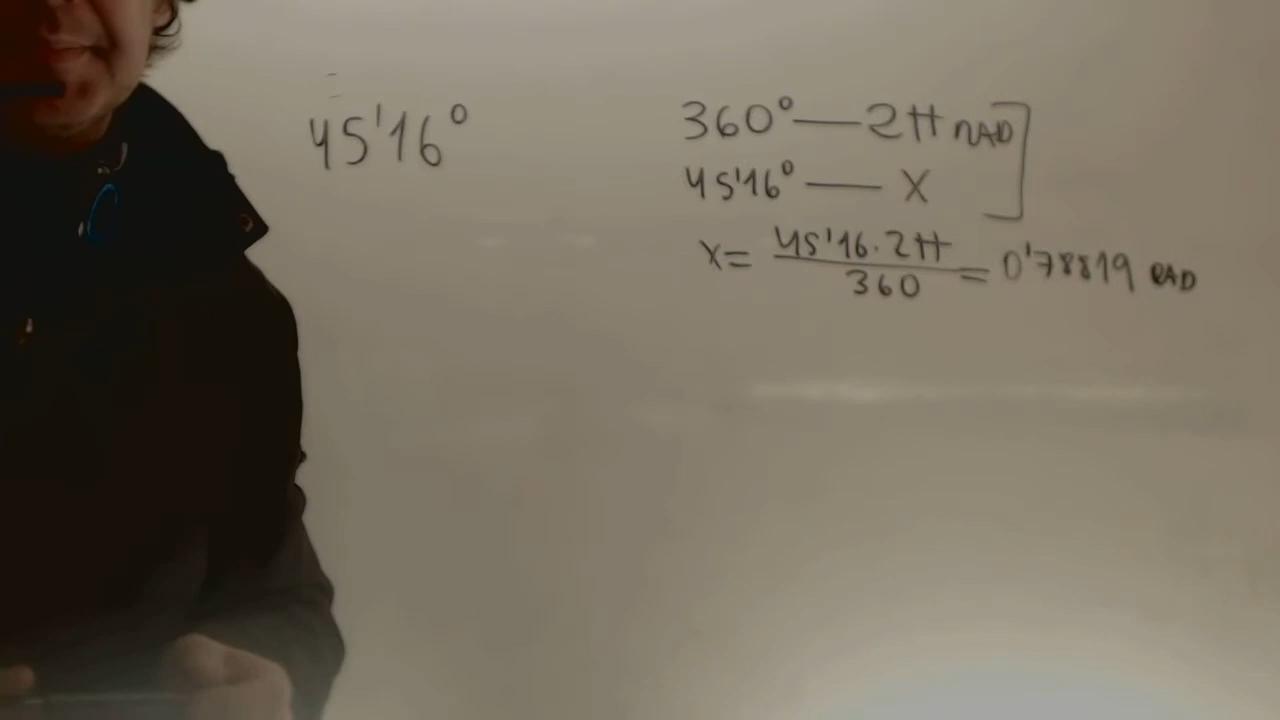 45'16°
360° — 2π RAD
45'16° — X
X = 45'16 · 2π / 360 = 0'78819 RAD